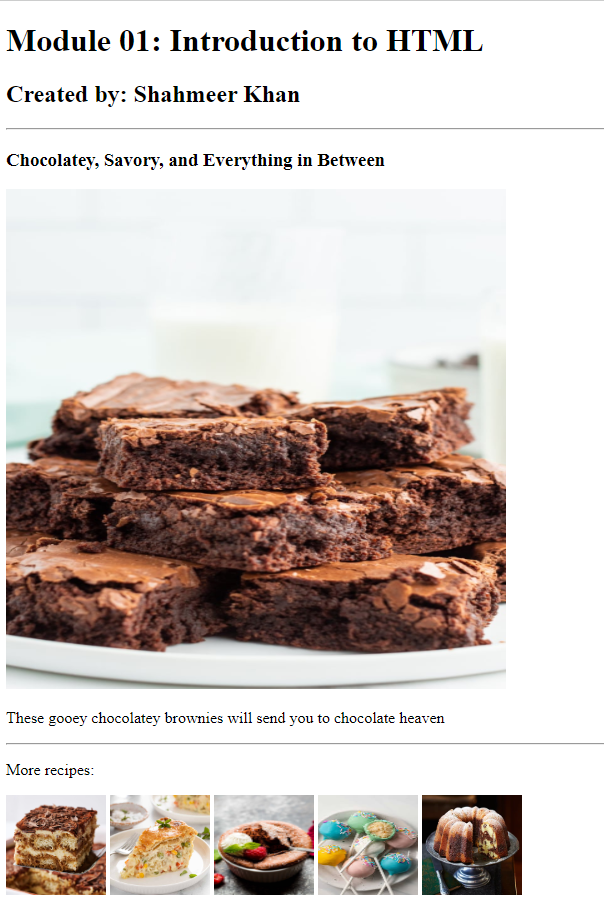 Module 01: Introduction to HTML
Created by: Shahmeer Khan
Chocolatey, Savory, and Everything in Between
These gooey chocolatey brownies will send you to chocolate heaven
More recipes: